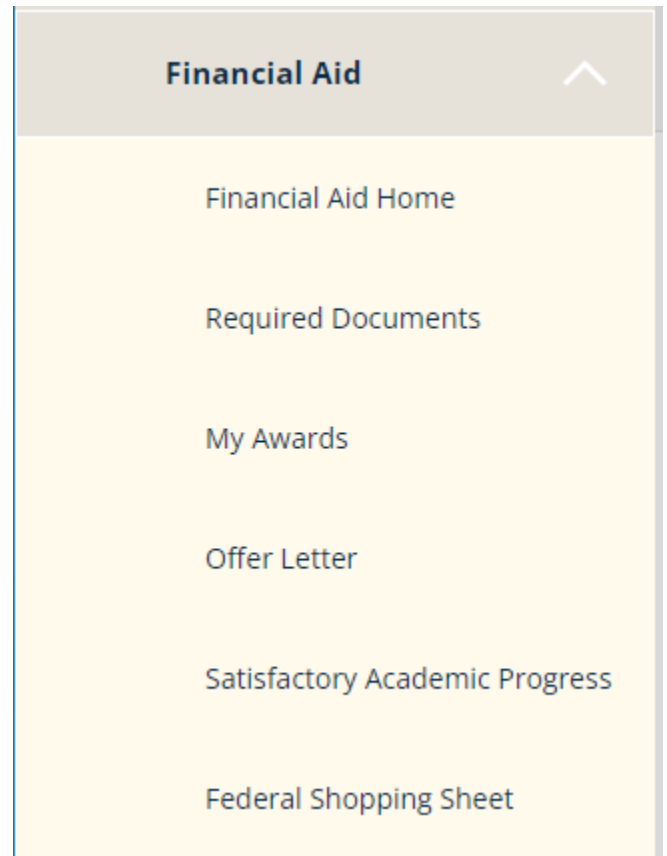 Financial Aid
Financial Aid Home
Required Documents
My Awards
Offer Letter
Satisfactory Academic Progress
Federal Shopping Sheet